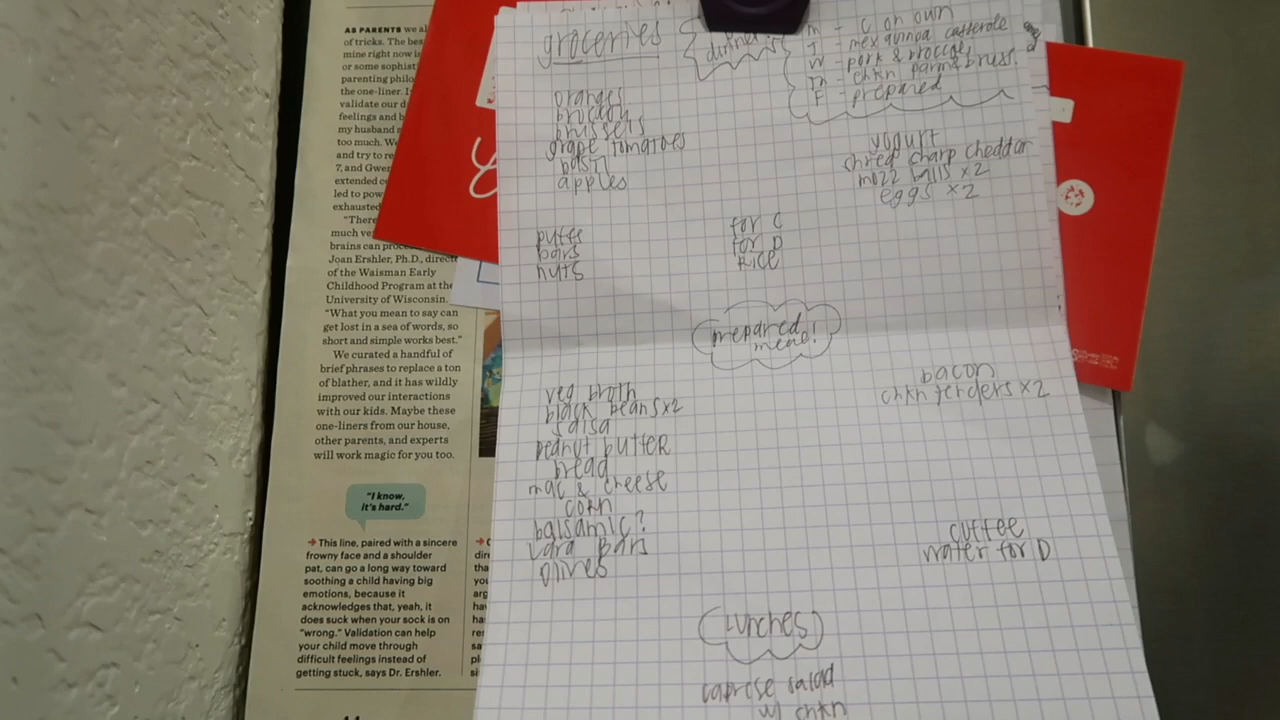 AS PARENTS we al
of tricks. The bes
mine right now is
or some sophist
parenting philo
the one-liner. I
validate our d
feelings and b
my husband
too much. We
and try to re
7, and Gwen
extended co
led to pow
exhausted
"There
much ve
brains can proce
Joan Ershler, Ph.D., directo
of the Waisman Early
Childhood Program at the
University of Wisconsin.
"What you mean to say can
get lost in a sea of words, so
short and simple works best."
We curated a handful of
brief phrases to replace a ton
of blather, and it has wildly
improved our interactions
with our kids. Maybe these
one-liners from our house,
other parents, and experts
will work magic for you too.
"I know,
it's hard."
→ This line, paired with a sincere
frowny face and a shoulder
pat, can go a long way toward
soothing a child having big
emotions, because it
acknowledges that, yeah, it
does suck when your sock is on
"wrong." Validation can help
your child move through
difficult feelings instead of
getting stuck, says Dr. Ershler.
groceries
dinners
M - C on own
T - mex quinoa casserole
W - pork & broccoli
Th - chkn parm & bruss.
F - prepared
oranges
broccoli
brussels
grape tomatoes
basil
apples
yogurt
shred sharp cheddar
mozz balls x2
eggs x2
puffs
bars
nuts
for C
for D
Rice
prepared
meal!
veg broth
black beans x2
salsa
peanut butter
bread
mac & cheese
corn
balsamic?
Lara bars
olives
bacon
chkn tenders x2
coffee
water for D
Lunches
caprese salad
w/ chkn